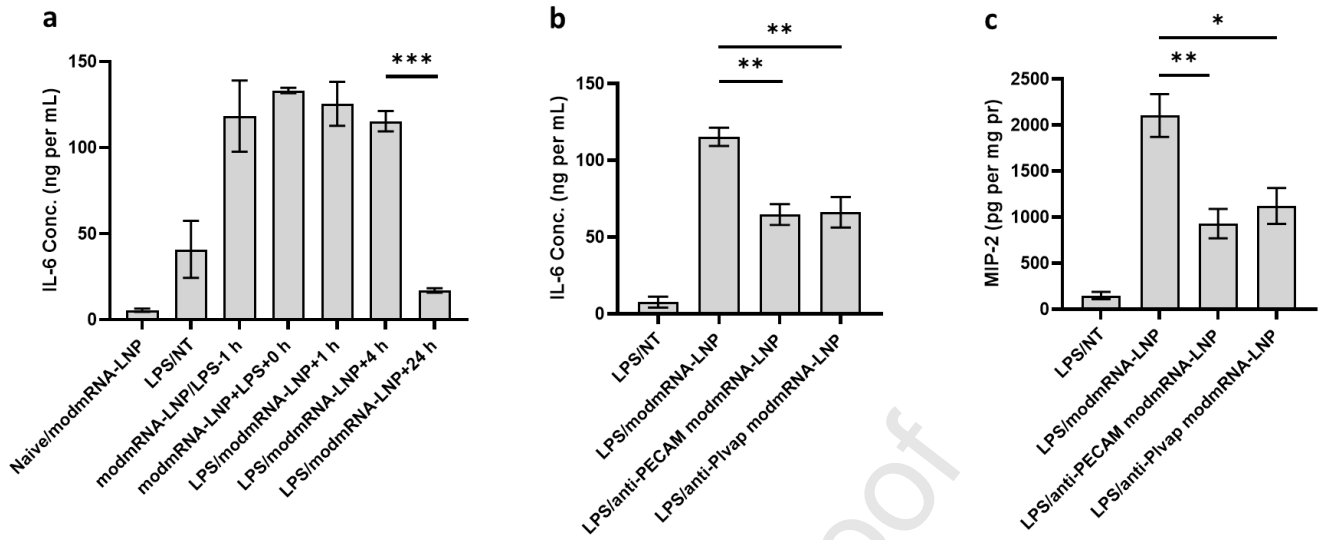 a
***
150
100
50
0
IL-6 Conc. (ng per mL)
Naive/modmRNA-LNP
LPS/NT
modmRNA-LNP/LPS-1 h
modmRNA-LNP+LPS+0 h
LPS/modmRNA-LNP+1 h
LPS/modmRNA-LNP+4 h
LPS/modmRNA-LNP+24 h
b
**
**
150
100
50
0
IL-6 Conc. (ng per mL)
LPS/NT
LPS/modmRNA-LNP
LPS/anti-PECAM modmRNA-LNP
LPS/anti-Plvap modmRNA-LNP
c
*
**
2500
2000
1500
1000
500
0
MIP-2 (pg per mg pr)
LPS/NT
LPS/modmRNA-LNP
LPS/anti-PECAM modmRNA-LNP
LPS/anti-Plvap modmRNA-LNP
oof